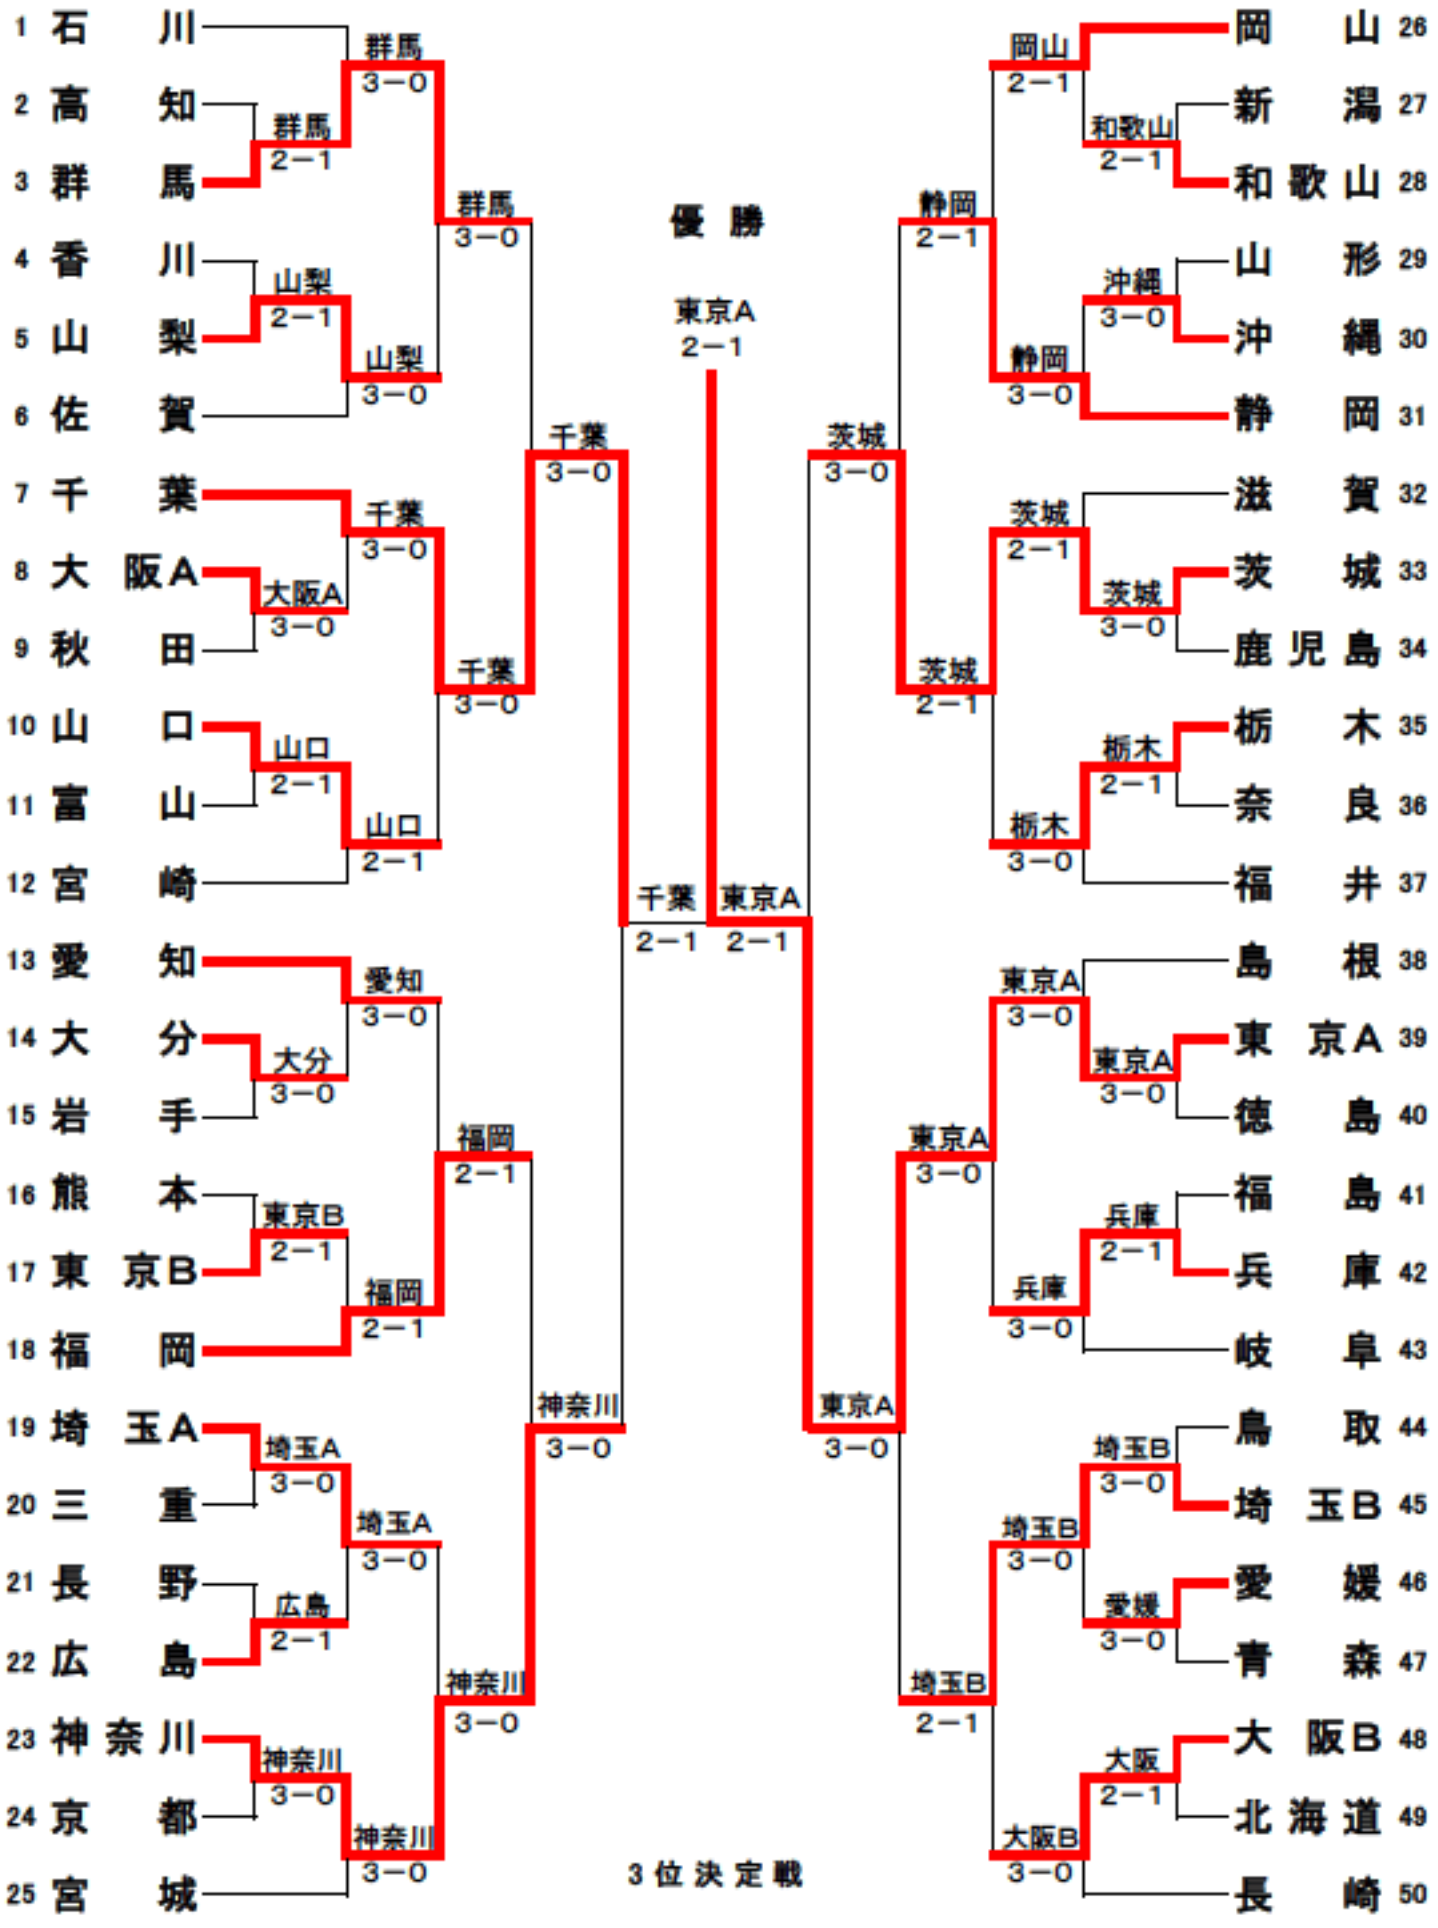 1 石川
2 高知
3 群馬
4 香川
5 山梨
6 佐賀
7 千葉
8 大阪A
9 秋田
10 山口
11 富山
12 宮崎
13 愛知
14 大分
15 岩手
16 熊本
17 東京B
18 福岡
19 埼玉A
20 三重
21 長野
22 広島
23 神奈川
24 京都
25 宮城
群馬
2−1
山梨
2−1
大阪A
3−0
山口
2−1
大分
3−0
東京B
2−1
埼玉A
3−0
広島
2−1
神奈川
3−0
群馬
3−0
山梨
3−0
千葉
3−0
山口
2−1
愛知
3−0
福岡
2−1
埼玉A
3−0
神奈川
3−0
群馬
3−0
千葉
3−0
福岡
2−1
神奈川
3−0
千葉
3−0
神奈川
3−0
千葉
2−1
優勝
東京A
2−1
東京A
2−1
3位決定戦
茨城
3−0
東京A
3−0
静岡
2−1
茨城
2−1
東京A
3−0
埼玉B
2−1
岡山
2−1
静岡
3−0
茨城
2−1
栃木
3−0
東京A
3−0
兵庫
3−0
埼玉B
3−0
大阪B
3−0
和歌山
2−1
沖縄
3−0
茨城
3−0
栃木
2−1
東京A
3−0
兵庫
2−1
埼玉B
3−0
愛媛
3−0
大阪
2−1
岡山 26
新潟 27
和歌山 28
山形 29
沖縄 30
静岡 31
滋賀 32
茨城 33
鹿児島 34
栃木 35
奈良 36
福井 37
島根 38
東京A 39
徳島 40
福島 41
兵庫 42
岐阜 43
鳥取 44
埼玉B 45
愛媛 46
青森 47
大阪B 48
北海道 49
長崎 50